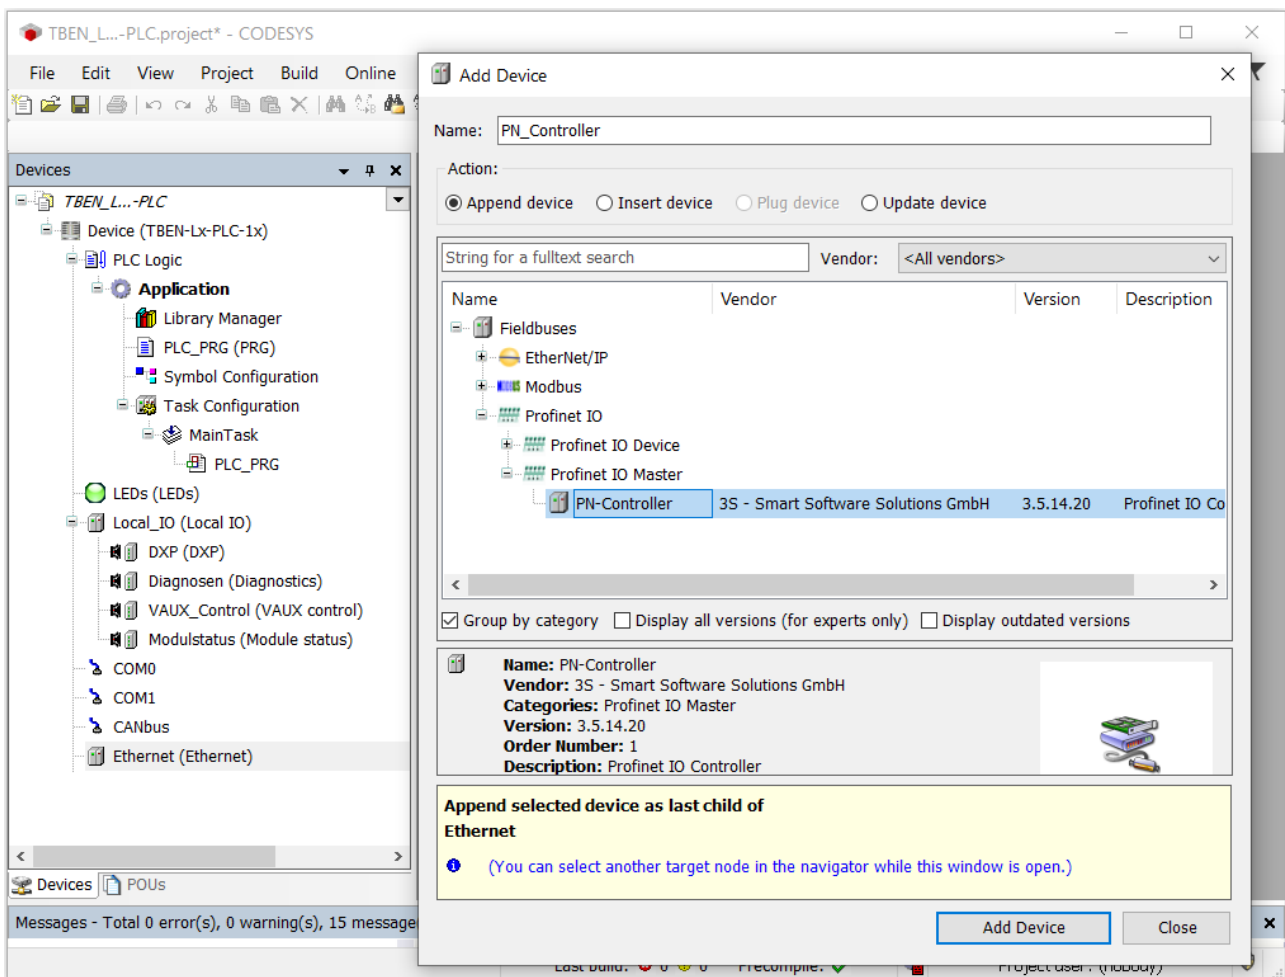 TBEN_L...-PLC.project* - CODESYS
File Edit View Project Build Online
Devices
TBEN_L...-PLC
Device (TBEN-Lx-PLC-1x)
PLC Logic
Application
Library Manager
PLC_PRG (PRG)
Symbol Configuration
Task Configuration
MainTask
PLC_PRG
LEDs (LEDs)
Local_IO (Local IO)
DXP (DXP)
Diagnosen (Diagnostics)
VAUX_Control (VAUX control)
Modulstatus (Module status)
COM0
COM1
CANbus
Ethernet (Ethernet)
Devices POUs
Messages - Total 0 error(s), 0 warning(s), 15 message
Add Device
Name: PN_Controller
Action:
Append device Insert device Plug device Update device
String for a fulltext search Vendor: <All vendors>
Name Vendor Version Description
Fieldbuses
EtherNet/IP
Modbus
Profinet IO
Profinet IO Device
Profinet IO Master
PN-Controller 3S - Smart Software Solutions GmbH 3.5.14.20 Profinet IO Co
Group by category Display all versions (for experts only) Display outdated versions
Name: PN-Controller
Vendor: 3S - Smart Software Solutions GmbH
Categories: Profinet IO Master
Version: 3.5.14.20
Order Number: 1
Description: Profinet IO Controller
Append selected device as last child of
Ethernet
(You can select another target node in the navigator while this window is open.)
Add Device Close
Last build: 0 0 Precompile: Project user: (nobody)